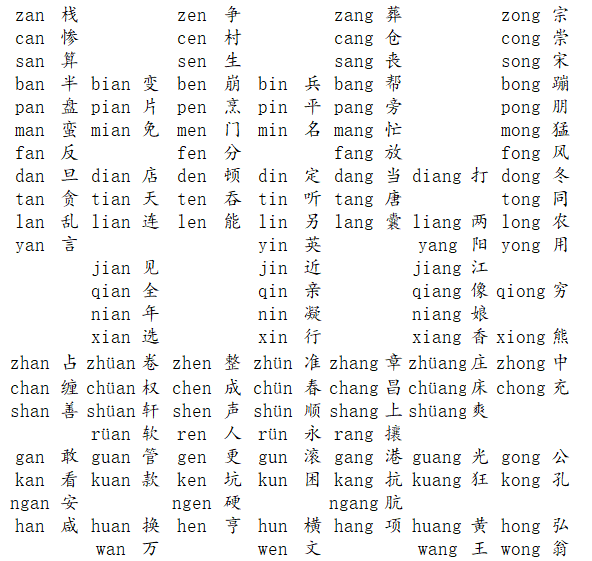 zan 栈 zen 争 zang 葬 zong 宗
can 惨 cen 村 cang 仓 cong 崇
san 算 sen 生 sang 丧 song 宋
ban 半 bian 变 ben 崩 bin 兵 bang 帮 bong 蹦
pan 盘 pian 片 pen 烹 pin 平 pang 旁 pong 朋
man 蛮 mian 免 men 门 min 名 mang 忙 mong 猛
fan 反 fen 分 fang 放 fong 风
dan 旦 dian 店 den 顿 din 定 dang 当 diang 打 dong 冬
tan 贪 tian 天 ten 吞 tin 听 tang 唐 tong 同
lan 乱 lian 连 len 能 lin 另 lang 囊 liang 两 long 农
yan 言 yin 英 yang 阳 yong 用
jian 见 jin 近 jiang 江
qian 全 qin 亲 qiang 像 qiong 穷
nian 年 nin 凝 niang 娘
xian 选 xin 行 xiang 香 xiong 熊
zhan 占 zhüan 卷 zhen 整 zhün 准 zhang 章 zhüang 庄 zhong 中
chan 缠 chüan 权 chen 成 chün 春 chang 昌 chüang 床 chong 充
shan 善 shüan 轩 shen 声 shün 顺 shang 上 shüang 爽
rüan 软 ren 人 rün 永 rang 攘
gan 敢 guan 管 gen 更 gun 滚 gang 港 guang 光 gong 公
kan 看 kuan 款 ken 坑 kun 困 kang 抗 kuang 狂 kong 孔
ngan 安 ngen 硬 ngang 肮
han 咸 huan 换 hen 亨 hun 横 hang 项 huang 黄 hong 弘
wan 万 wen 文 wang 王 wong 翁